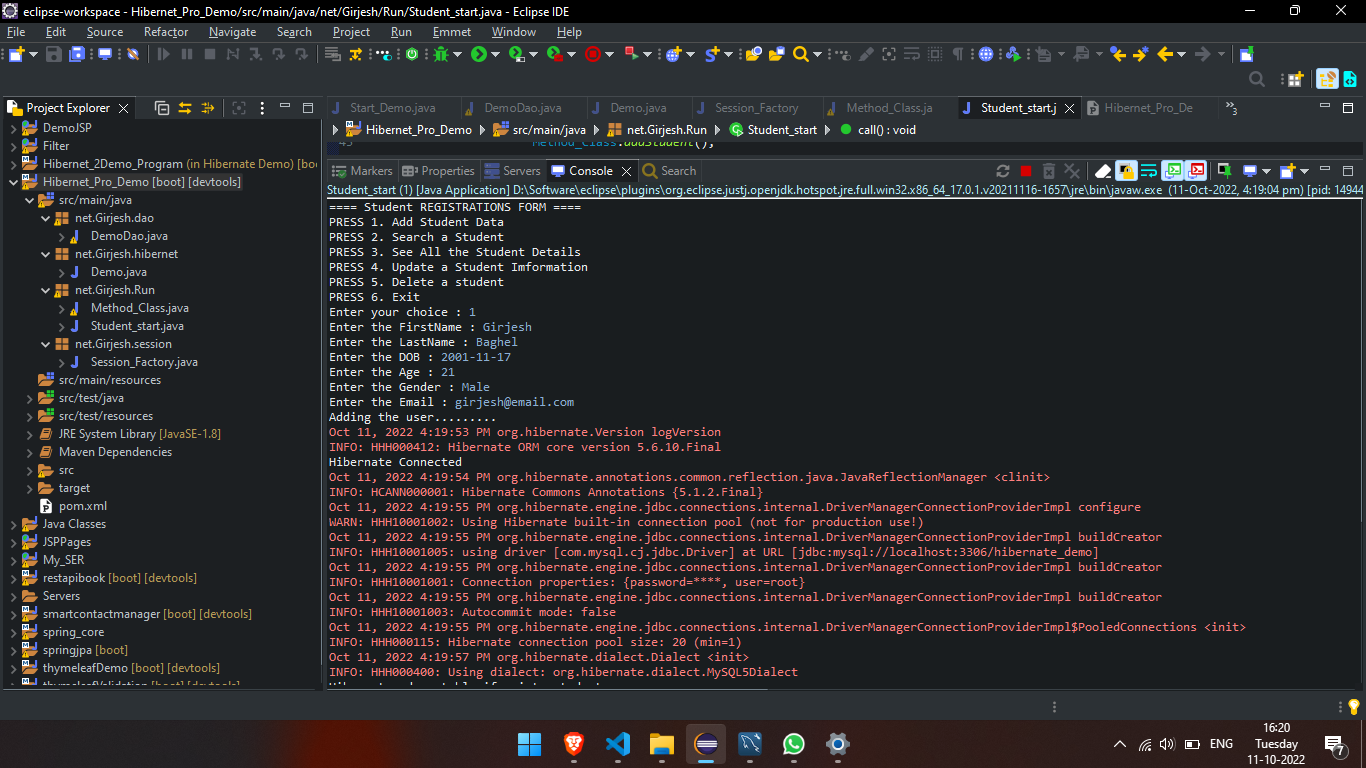 eclipse-workspace - Hibernet_Pro_Demo/src/main/java/net/Girjesh/Run/Student_start.java - Eclipse IDE
File Edit Source Refactor Navigate Search Project Run Emmet Window Help
Project Explorer
DemoJSP
Filter
Hibernet_2Demo_Program (in Hibernate Demo) [boo
Hibernet_Pro_Demo [boot] [devtools]
src/main/java
net.Girjesh.dao
DemoDao.java
net.Girjesh.hibernet
Demo.java
net.Girjesh.Run
Method_Class.java
Student_start.java
net.Girjesh.session
Session_Factory.java
src/main/resources
src/test/java
src/test/resources
JRE System Library [JavaSE-1.8]
Maven Dependencies
src
target
pom.xml
Java Classes
JSPPages
My_SER
restapibook [boot] [devtools]
Servers
smartcontactmanager [boot] [devtools]
spring_core
springjpa [boot]
thymeleafDemo [boot] [devtools]
thymeleafValidation [boot] [devtools]
Start_Demo.java DemoDao.java Demo.java Session_Factory Method_Class.ja Student_start.j Hibernet_Pro_De »3
Hibernet_Pro_Demo src/main/java net.Girjesh.Run Student_start call() : void
45 Method_Class.addStudent();
Markers Properties Servers Console Search
Student_start (1) [Java Application] D:\Software\eclipse\plugins\org.eclipse.justj.openjdk.hotspot.jre.full.win32.x86_64_17.0.1.v20211116-1657\jre\bin\javaw.exe (11-Oct-2022, 4:19:04 pm) [pid: 14944
==== Student REGISTRATIONS FORM ====
PRESS 1. Add Student Data
PRESS 2. Search a Student
PRESS 3. See All the Student Details
PRESS 4. Update a Student Imformation
PRESS 5. Delete a student
PRESS 6. Exit
Enter your choice : 1
Enter the FirstName : Girjesh
Enter the LastName : Baghel
Enter the DOB : 2001-11-17
Enter the Age : 21
Enter the Gender : Male
Enter the Email : girjesh@email.com
Adding the user.........
Oct 11, 2022 4:19:53 PM org.hibernate.Version logVersion
INFO: HHH000412: Hibernate ORM core version 5.6.10.Final
Hibernate Connected
Oct 11, 2022 4:19:54 PM org.hibernate.annotations.common.reflection.java.JavaReflectionManager <clinit>
INFO: HCANN000001: Hibernate Commons Annotations {5.1.2.Final}
Oct 11, 2022 4:19:55 PM org.hibernate.engine.jdbc.connections.internal.DriverManagerConnectionProviderImpl configure
WARN: HHH10001002: Using Hibernate built-in connection pool (not for production use!)
Oct 11, 2022 4:19:55 PM org.hibernate.engine.jdbc.connections.internal.DriverManagerConnectionProviderImpl buildCreator
INFO: HHH10001005: using driver [com.mysql.cj.jdbc.Driver] at URL [jdbc:mysql://localhost:3306/hibernate_demo]
Oct 11, 2022 4:19:55 PM org.hibernate.engine.jdbc.connections.internal.DriverManagerConnectionProviderImpl buildCreator
INFO: HHH10001001: Connection properties: {password=****, user=root}
Oct 11, 2022 4:19:55 PM org.hibernate.engine.jdbc.connections.internal.DriverManagerConnectionProviderImpl buildCreator
INFO: HHH10001003: Autocommit mode: false
Oct 11, 2022 4:19:55 PM org.hibernate.engine.jdbc.connections.internal.DriverManagerConnectionProviderImpl$PooledConnections <init>
INFO: HHH000115: Hibernate connection pool size: 20 (min=1)
Oct 11, 2022 4:19:57 PM org.hibernate.dialect.Dialect <init>
INFO: HHH000400: Using dialect: org.hibernate.dialect.MySQL5Dialect
ENG
16:20
Tuesday
11-10-2022
7